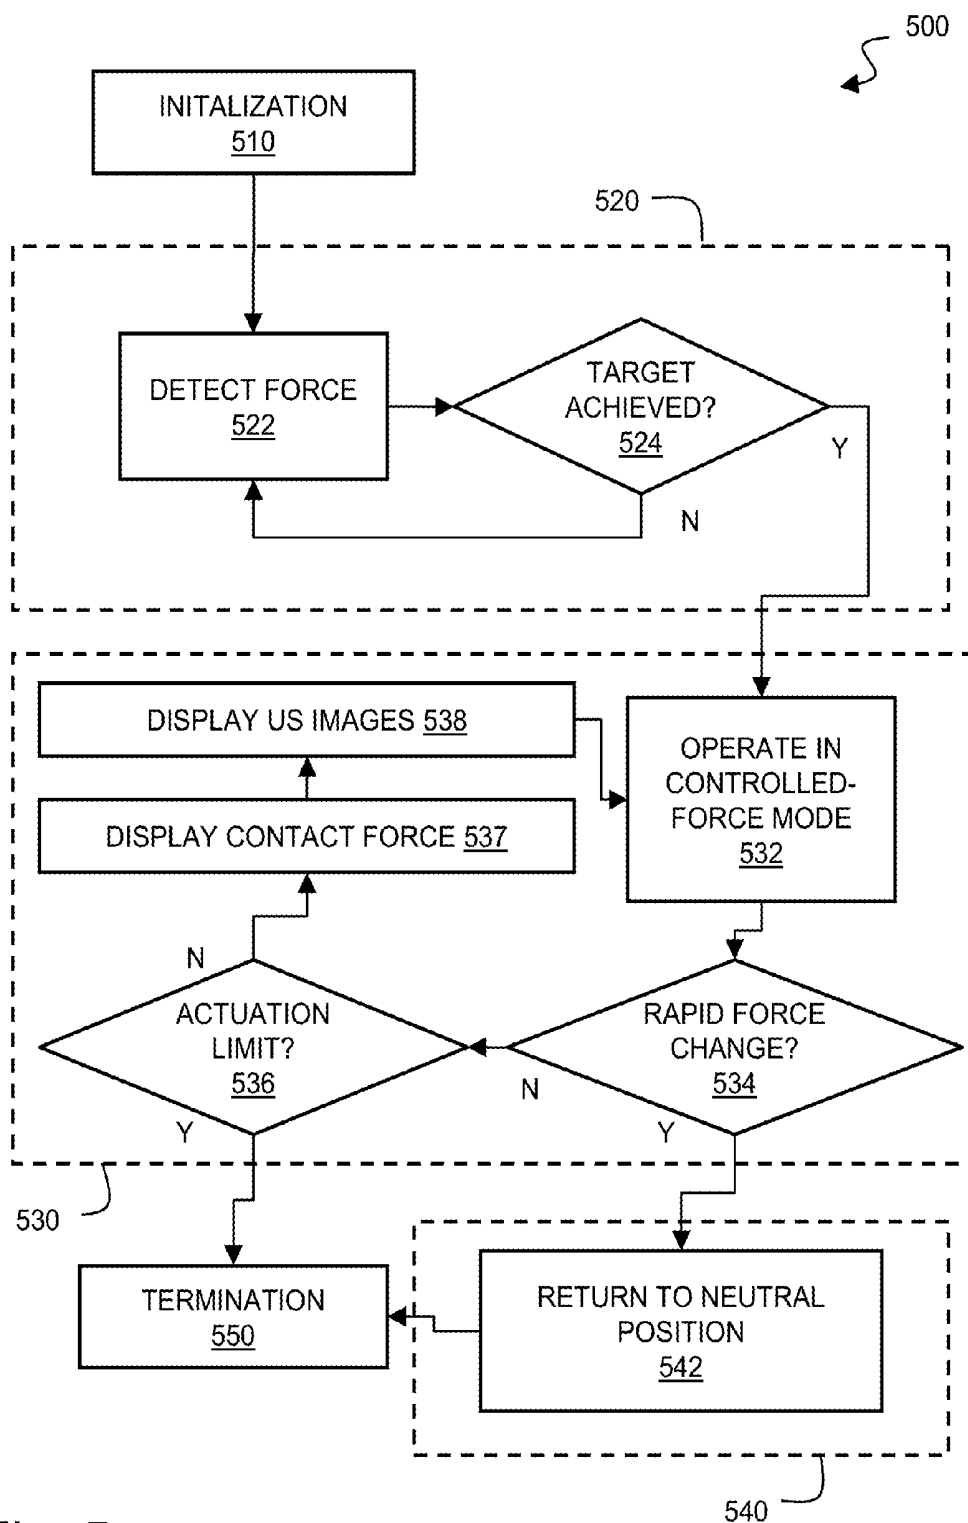 500
INITALIZATION
510
520
DETECT FORCE
522
TARGET
ACHIEVED?
524
Y
N
DISPLAY US IMAGES 538
DISPLAY CONTACT FORCE 537
OPERATE IN
CONTROLLED-
FORCE MODE
532
N
ACTUATION
LIMIT?
536
Y
RAPID FORCE
CHANGE?
534
N
Y
530
TERMINATION
550
RETURN TO NEUTRAL
POSITION
542
540